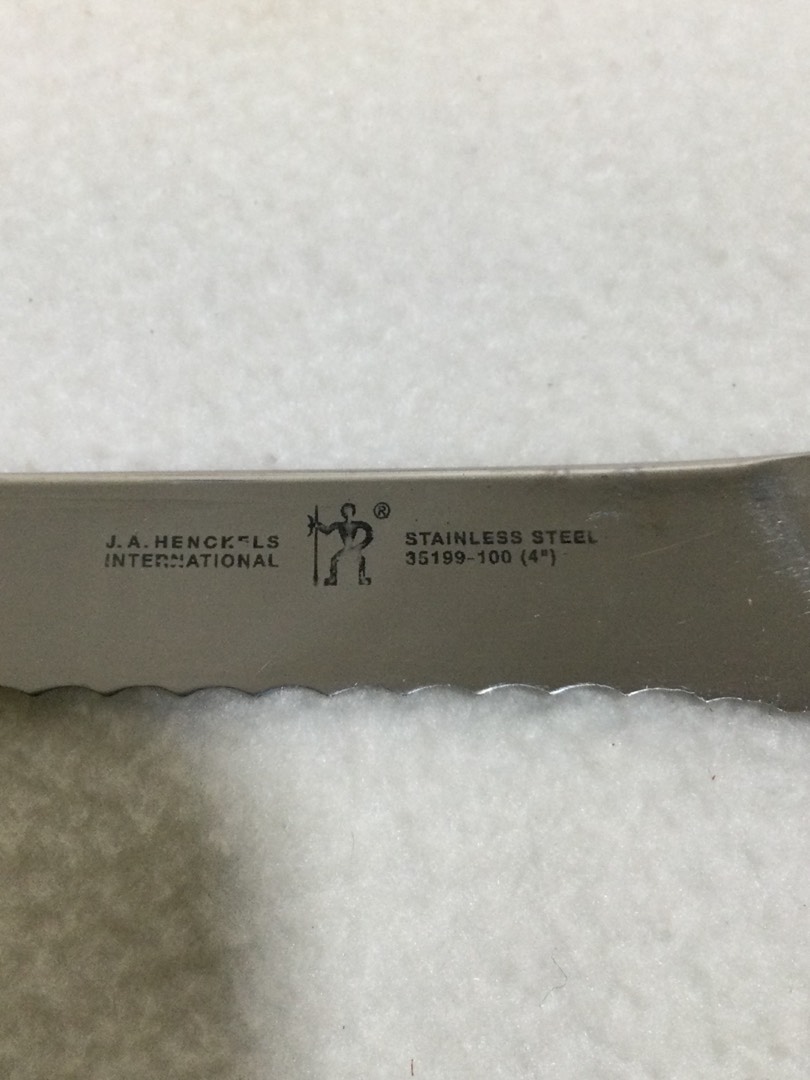 J.A. HENCKELS
INTERNATIONAL
®
STAINLESS STEEL
35199-100 (4")